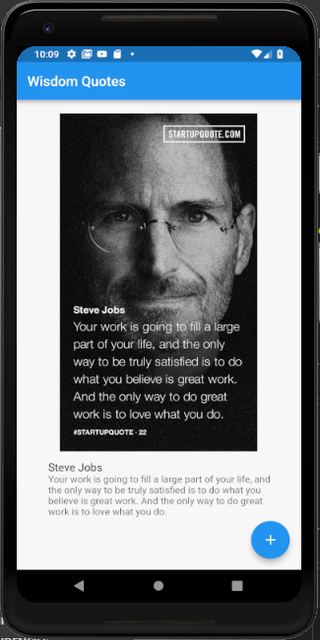 10:09
Wisdom Quotes
STARTUPQUOTE.COM
Steve Jobs
Your work is going to fill a large
part of your life, and the only
way to be truly satisfied is to do
what you believe is great work.
And the only way to do great
work is to love what you do.
#STARTUPQUOTE · 22
Steve Jobs
Your work is going to fill a large part of your life, and
the only way to be truly satisfied is to do what you
believe is great work. And the only way to do great
work is to love what you do.